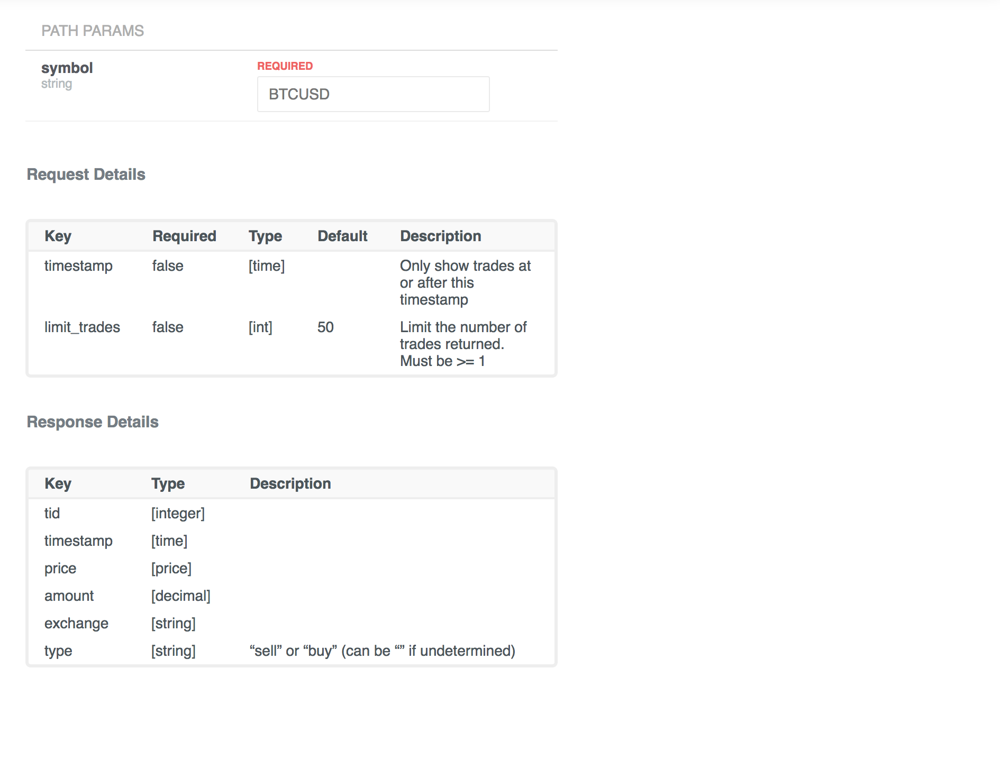 PATH PARAMS
symbol
string
REQUIRED
BTCUSD
Request Details
Key Required Type Default Description
timestamp false [time] Only show trades at
or after this
timestamp
limit_trades false [int] 50 Limit the number of
trades returned.
Must be >= 1
Response Details
Key Type Description
tid [integer]
timestamp [time]
price [price]
amount [decimal]
exchange [string]
type [string] “sell” or “buy” (can be “” if undetermined)